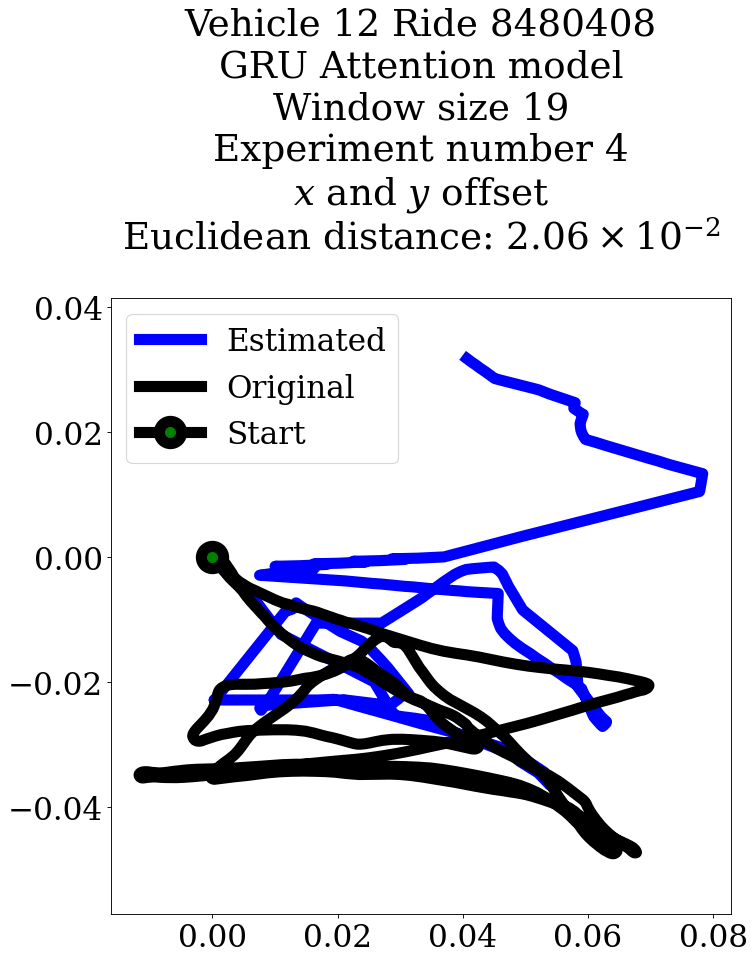 Vehicle 12 Ride 8480408
GRU Attention model
Window size 19
Experiment number 4
x and y offset
Euclidean distance: 2.06 × 10⁻²
0.04
0.02
0.00
−0.02
−0.04
Estimated
Original
Start
0.00 0.02 0.04 0.06 0.08